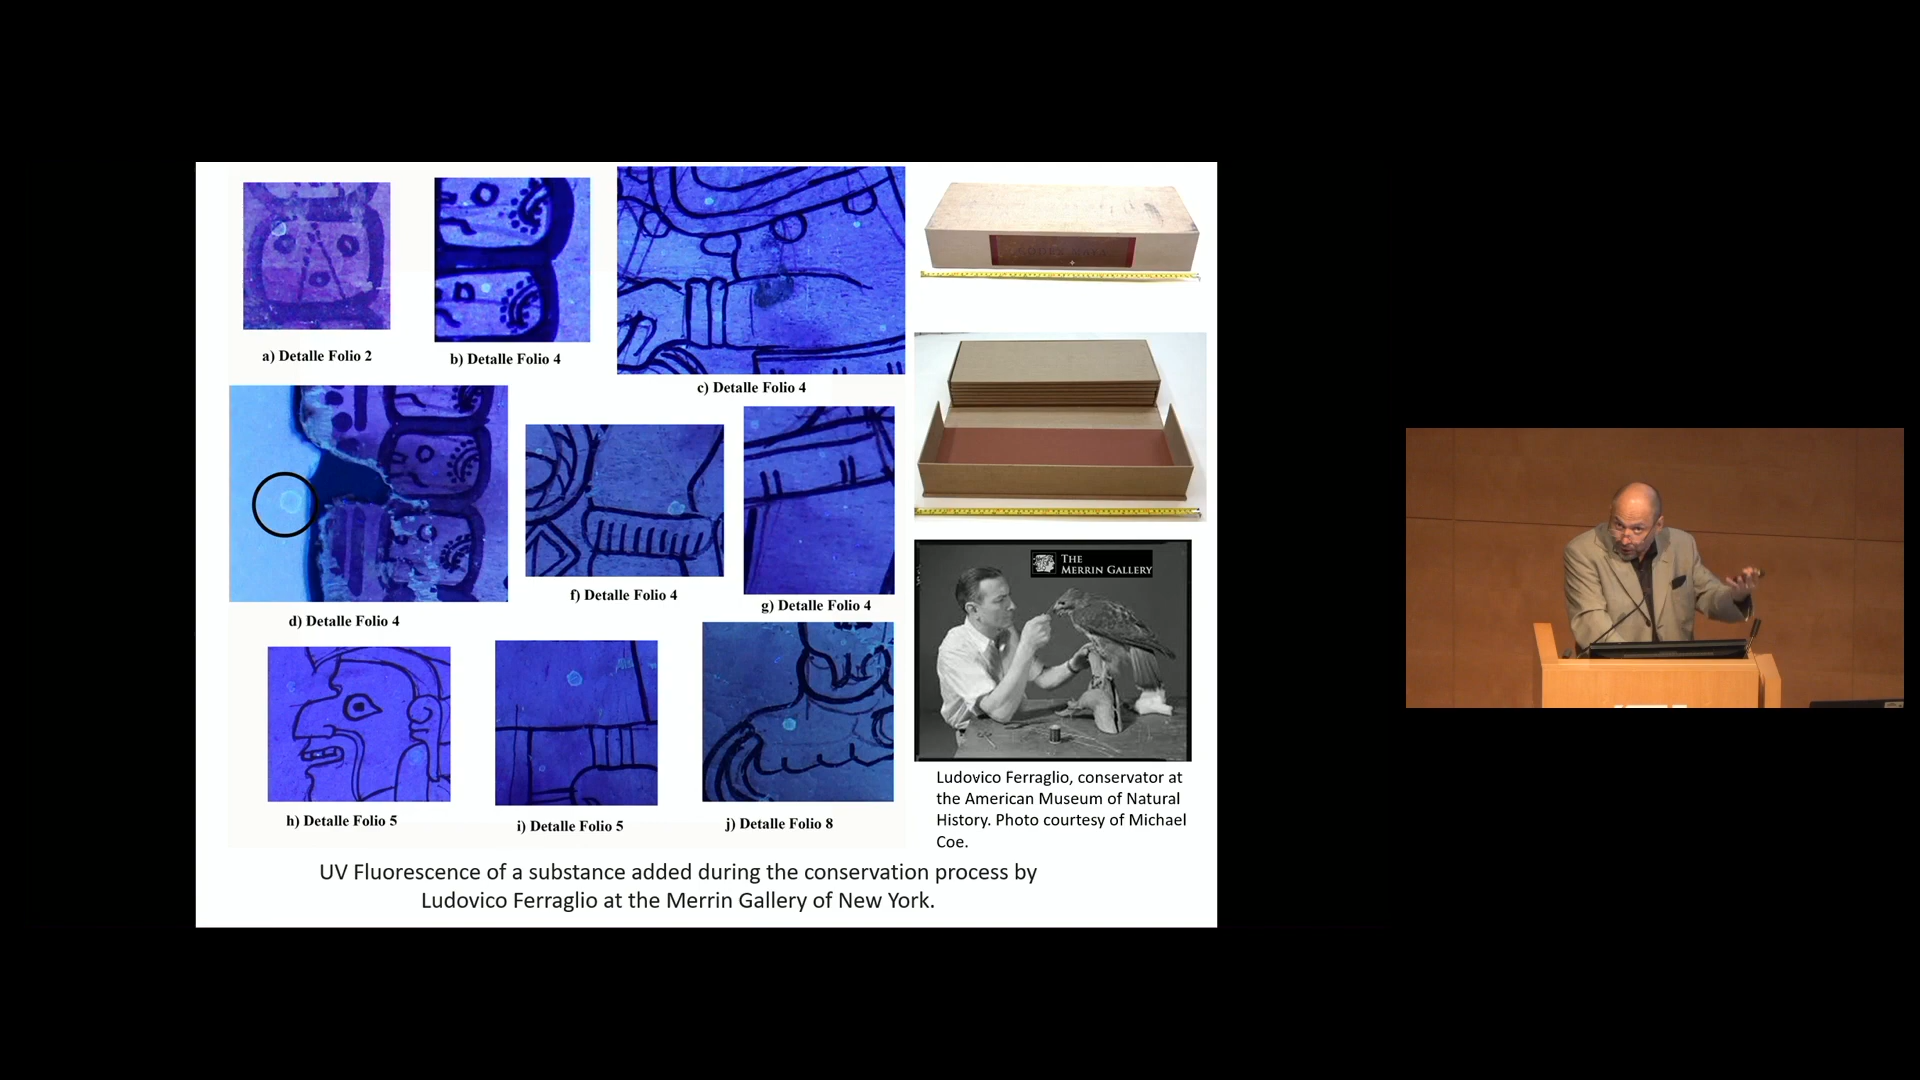 a) Detalle Folio 2
b) Detalle Folio 4
c) Detalle Folio 4
d) Detalle Folio 4
f) Detalle Folio 4
g) Detalle Folio 4
h) Detalle Folio 5
i) Detalle Folio 5
j) Detalle Folio 8
THE
MERRIN GALLERY
Ludovico Ferraglio, conservator at
the American Museum of Natural
History. Photo courtesy of Michael
Coe.
UV Fluorescence of a substance added during the conservation process by
Ludovico Ferraglio at the Merrin Gallery of New York.